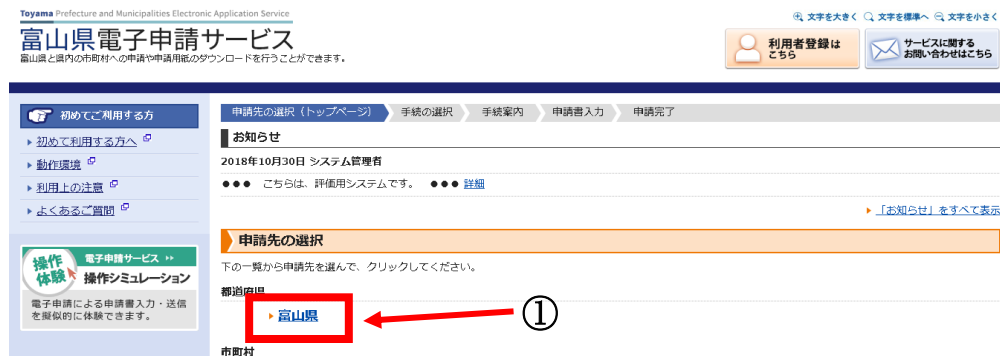 Toyama Prefecture and Municipalities Electronic Application Service
文字を大きく 文字を標準へ 文字を小さく
富山県電子申請サービス
富山県と県内の市町村への申請や申請用紙のダウンロードを行うことができます。
利用者登録は
こちら
サービスに関する
お問い合わせはこちら
初めてご利用する方
初めて利用する方へ
動作環境
利用上の注意
よくあるご質問
操作
体験
電子申請サービス
操作シミュレーション
電子申請による申請書入力・送信
を擬似的に体験できます。
申請先の選択（トップページ） 手続の選択 手続案内 申請書入力 申請完了
お知らせ
2018年10月30日 システム管理者
●●● こちらは、評価用システムです。 ●●● 詳細
「お知らせ」をすべて表示
申請先の選択
下の一覧から申請先を選んで、クリックしてください。
都道府県
富山県
①
市町村